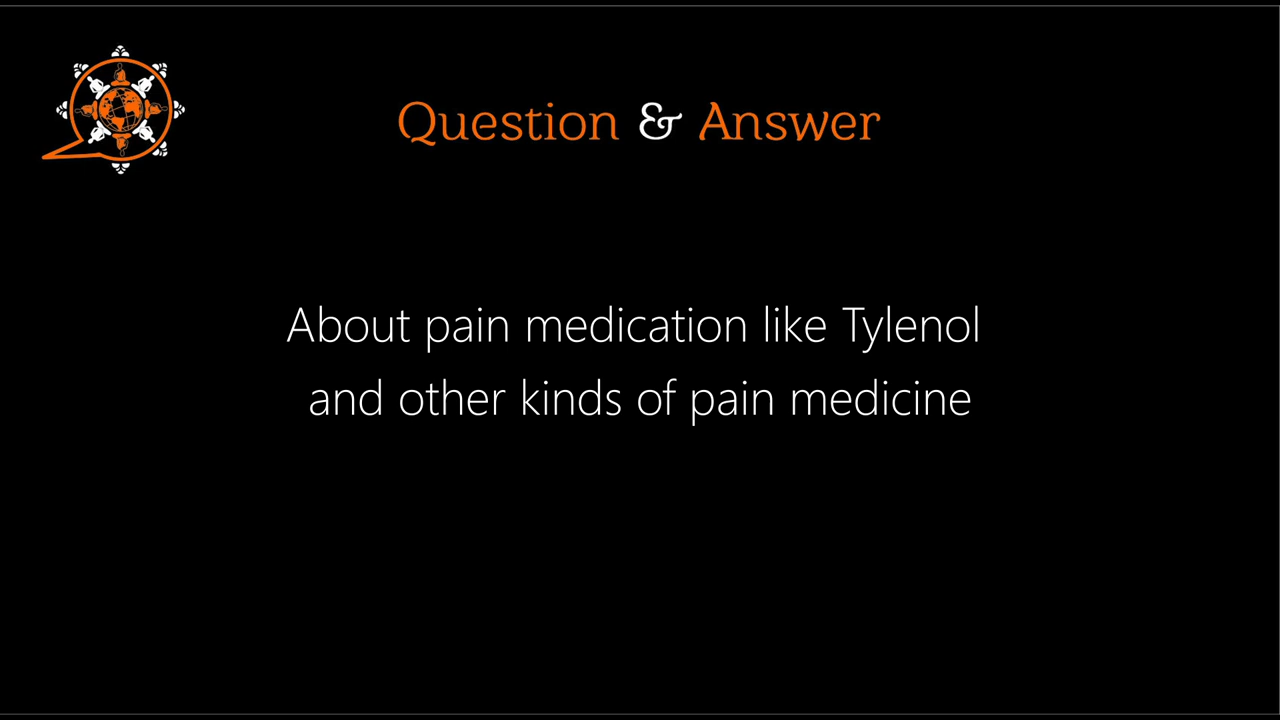 Question & Answer
About pain medication like Tylenol
and other kinds of pain medicine